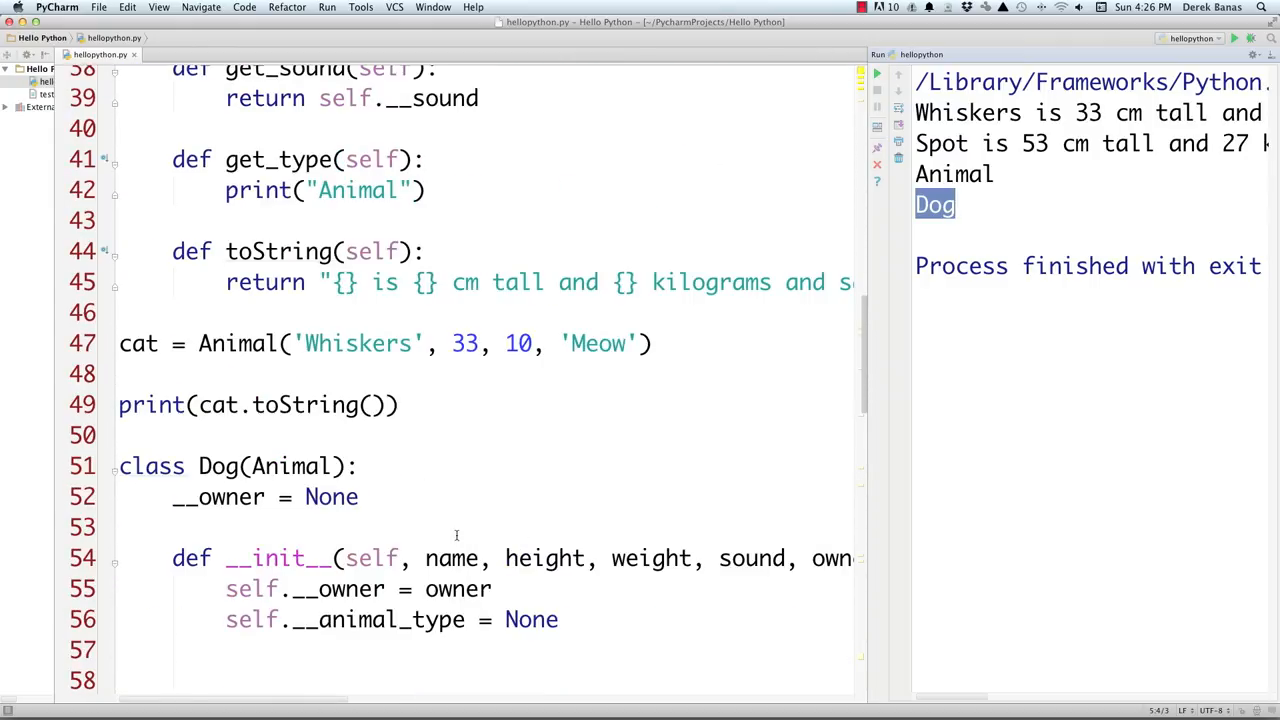 PyCharm File Edit View Navigate Code Refactor Run Tools VCS Window Help 10 8 Sun 4:26 PM Derek Banas
hellopython.py – Hello Python – [~/PycharmProjects/Hello Python]
Hello Python hellopython.py hellopython
hellopython.py Run hellopython
Hello P
hell
test
Externa
38 def get_sound(self):
39 return self.__sound
40
41 def get_type(self):
42 print("Animal")
43
44 def toString(self):
45 return "{} is {} cm tall and {} kilograms and s
46
47 cat = Animal('Whiskers', 33, 10, 'Meow')
48
49 print(cat.toString())
50
51 class Dog(Animal):
52 __owner = None
53
54 def __init__(self, name, height, weight, sound, own
55 self.__owner = owner
56 self.__animal_type = None
57
58
/Library/Frameworks/Python.
Whiskers is 33 cm tall and
Spot is 53 cm tall and 27 k
Animal
Dog
Process finished with exit
54/3 LF UTF-8